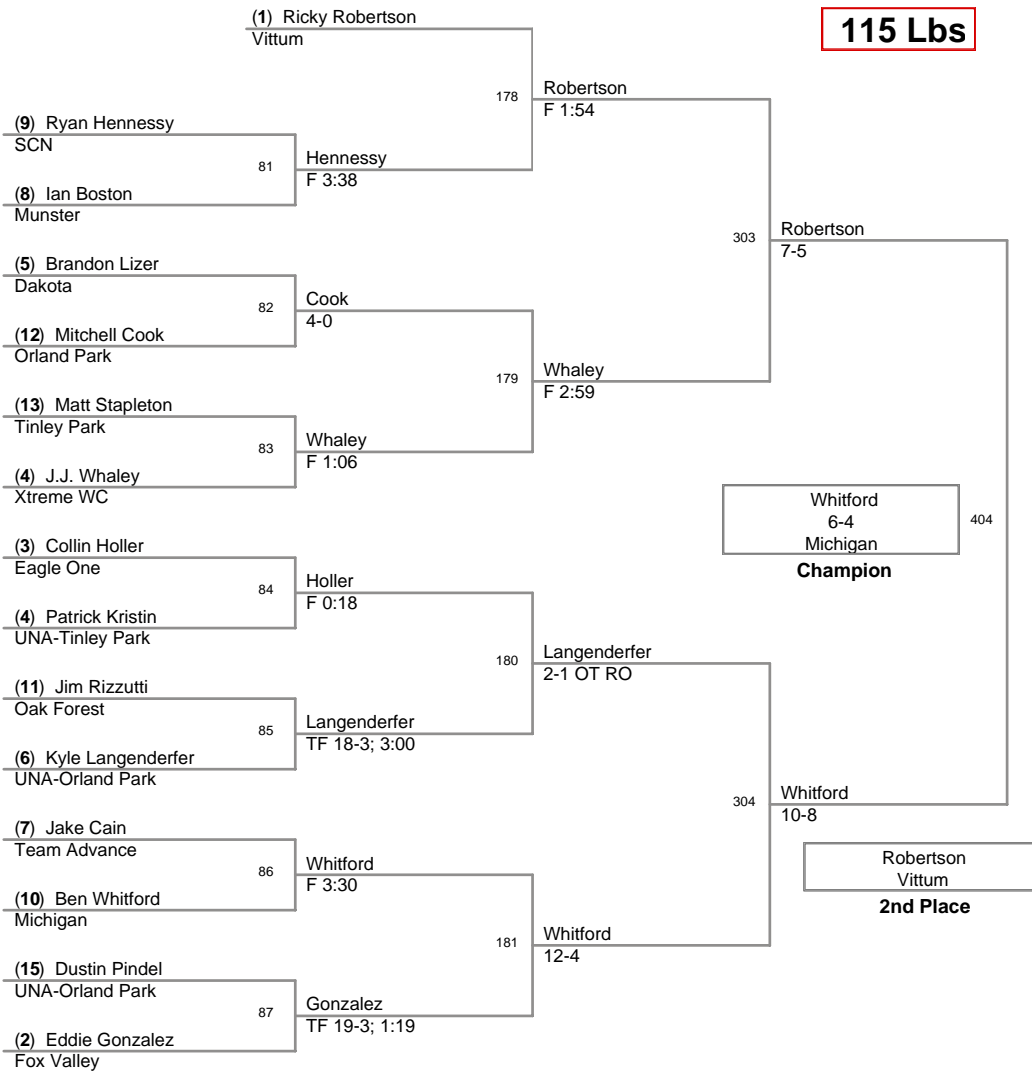 115 Lbs
(1) Ricky Robertson
Vittum
178
Robertson
F 1:54
(9) Ryan Hennessy
SCN
81
Hennessy
F 3:38
(8) Ian Boston
Munster
303
Robertson
7-5
(5) Brandon Lizer
Dakota
82
Cook
4-0
(12) Mitchell Cook
Orland Park
179
Whaley
F 2:59
(13) Matt Stapleton
Tinley Park
83
Whaley
F 1:06
(4) J.J. Whaley
Xtreme WC
Whitford
6-4
Michigan
404
Champion
(3) Collin Holler
Eagle One
84
Holler
F 0:18
(4) Patrick Kristin
UNA-Tinley Park
180
Langenderfer
2-1 OT RO
(11) Jim Rizzutti
Oak Forest
85
Langenderfer
TF 18-3; 3:00
(6) Kyle Langenderfer
UNA-Orland Park
304
Whitford
10-8
(7) Jake Cain
Team Advance
86
Whitford
F 3:30
(10) Ben Whitford
Michigan
Robertson
Vittum
2nd Place
181
Whitford
12-4
(15) Dustin Pindel
UNA-Orland Park
87
Gonzalez
TF 19-3; 1:19
(2) Eddie Gonzalez
Fox Valley